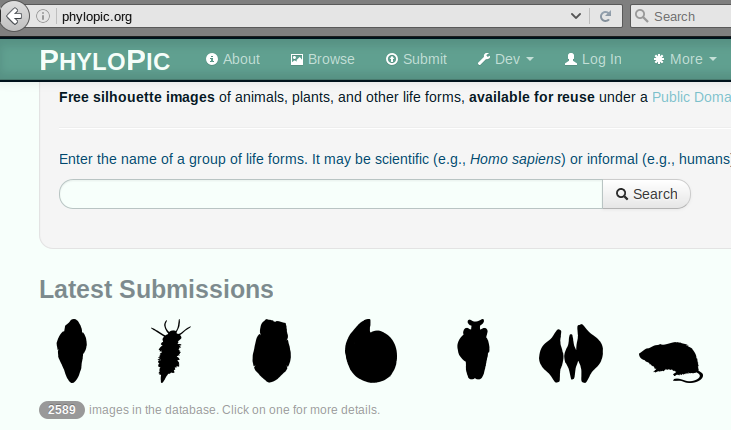 phylopic.org
Search
PHYLOPIC
About
Browse
Submit
Dev
Log In
More
Free silhouette images of animals, plants, and other life forms, available for reuse under a Public Doma
Enter the name of a group of life forms. It may be scientific (e.g., Homo sapiens) or informal (e.g., humans)
Search
Latest Submissions
2589 images in the database. Click on one for more details.